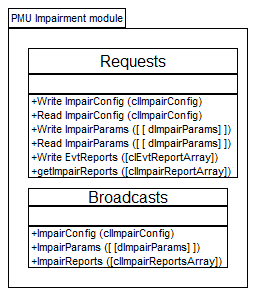 PMU Impairment module
Requests
+Write ImpairConfig (clImpairConfig)
+Read ImpairConfig (clImpairConfig)
+Write ImpairParams ([ [ dImpairParams] ])
+Read ImpairParams ([ [ dImpairParams] ])
+Write EvtReports ([clEvtReportArray])
+getImpairReports ([clImpairReportArray])
Broadcasts
+ImpairConfig (clImpairConfig)
+ImpairParams ([ [dImpairParams] ])
+ImpairReports ([clImpairReportsArray])